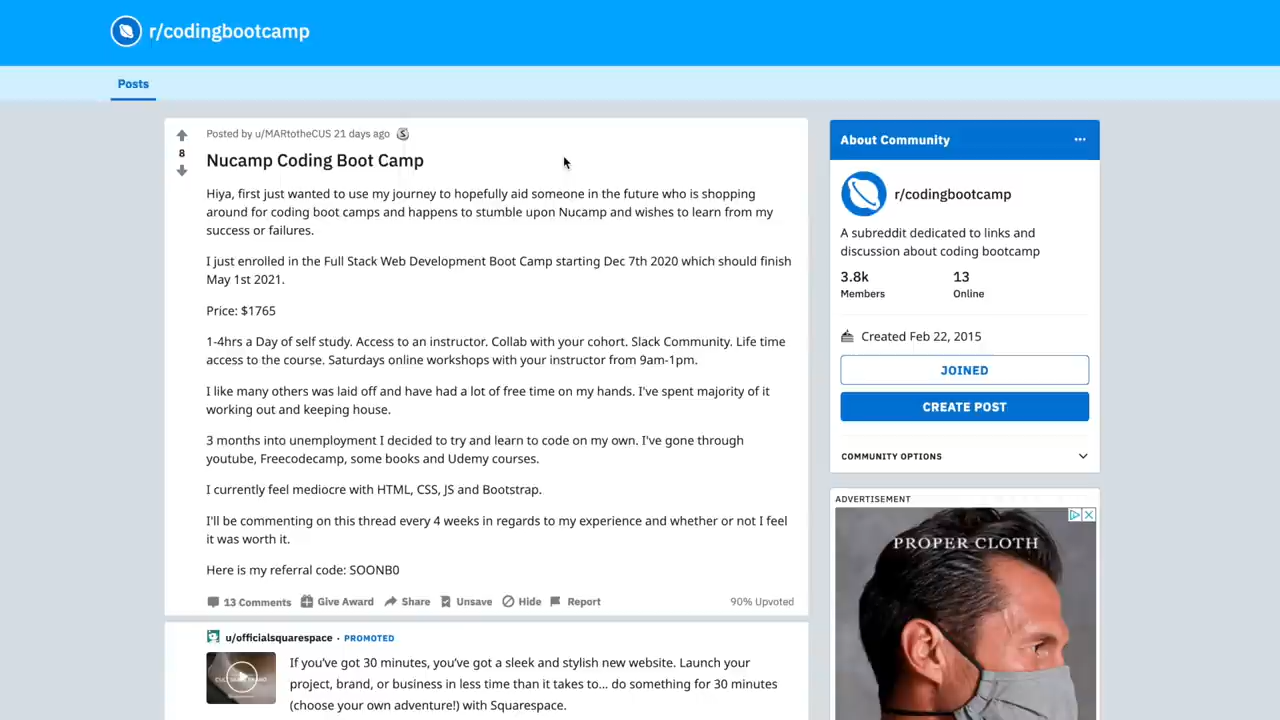 r/codingbootcamp
Posts
Posted by u/MARtotheCUS 21 days ago
8
Nucamp Coding Boot Camp
Hiya, first just wanted to use my journey to hopefully aid someone in the future who is shopping
around for coding boot camps and happens to stumble upon Nucamp and wishes to learn from my
success or failures.
I just enrolled in the Full Stack Web Development Boot Camp starting Dec 7th 2020 which should finish
May 1st 2021.
Price: $1765
1-4hrs a Day of self study. Access to an instructor. Collab with your cohort. Slack Community. Life time
access to the course. Saturdays online workshops with your instructor from 9am-1pm.
I like many others was laid off and have had a lot of free time on my hands. I've spent majority of it
working out and keeping house.
3 months into unemployment I decided to try and learn to code on my own. I've gone through
youtube, Freecodecamp, some books and Udemy courses.
I currently feel mediocre with HTML, CSS, JS and Bootstrap.
I'll be commenting on this thread every 4 weeks in regards to my experience and whether or not I feel
it was worth it.
Here is my referral code: SOONB0
13 Comments Give Award Share Unsave Hide Report 90% Upvoted
u/officialsquarespace · PROMOTED
If you've got 30 minutes, you've got a sleek and stylish new website. Launch your
project, brand, or business in less time than it takes to... do something for 30 minutes
(choose your own adventure!) with Squarespace.
About Community
r/codingbootcamp
A subreddit dedicated to links and
discussion about coding bootcamp
3.8k 13
Members Online
Created Feb 22, 2015
JOINED
CREATE POST
COMMUNITY OPTIONS
ADVERTISEMENT
PROPER CLOTH